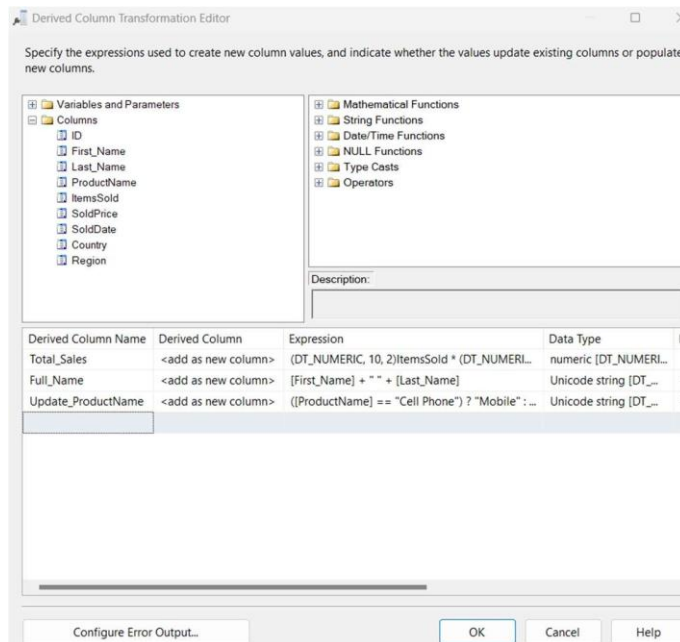 Derived Column Transformation Editor
Specify the expressions used to create new column values, and indicate whether the values update existing columns or populate
new columns.
Variables and Parameters
Columns
ID
First_Name
Last_Name
ProductName
ItemsSold
SoldPrice
SoldDate
Country
Region
Mathematical Functions
String Functions
Date/Time Functions
NULL Functions
Type Casts
Operators
Description:
Derived Column Name Derived Column Expression Data Type
Total_Sales <add as new column> (DT_NUMERIC, 10, 2)ItemsSold * (DT_NUMERI... numeric [DT_NUMERI...
Full_Name <add as new column> [First_Name] + " " + [Last_Name] Unicode string [DT_...
Update_ProductName <add as new column> ([ProductName] == "Cell Phone") ? "Mobile" : ... Unicode string [DT_...
Configure Error Output... OK Cancel Help